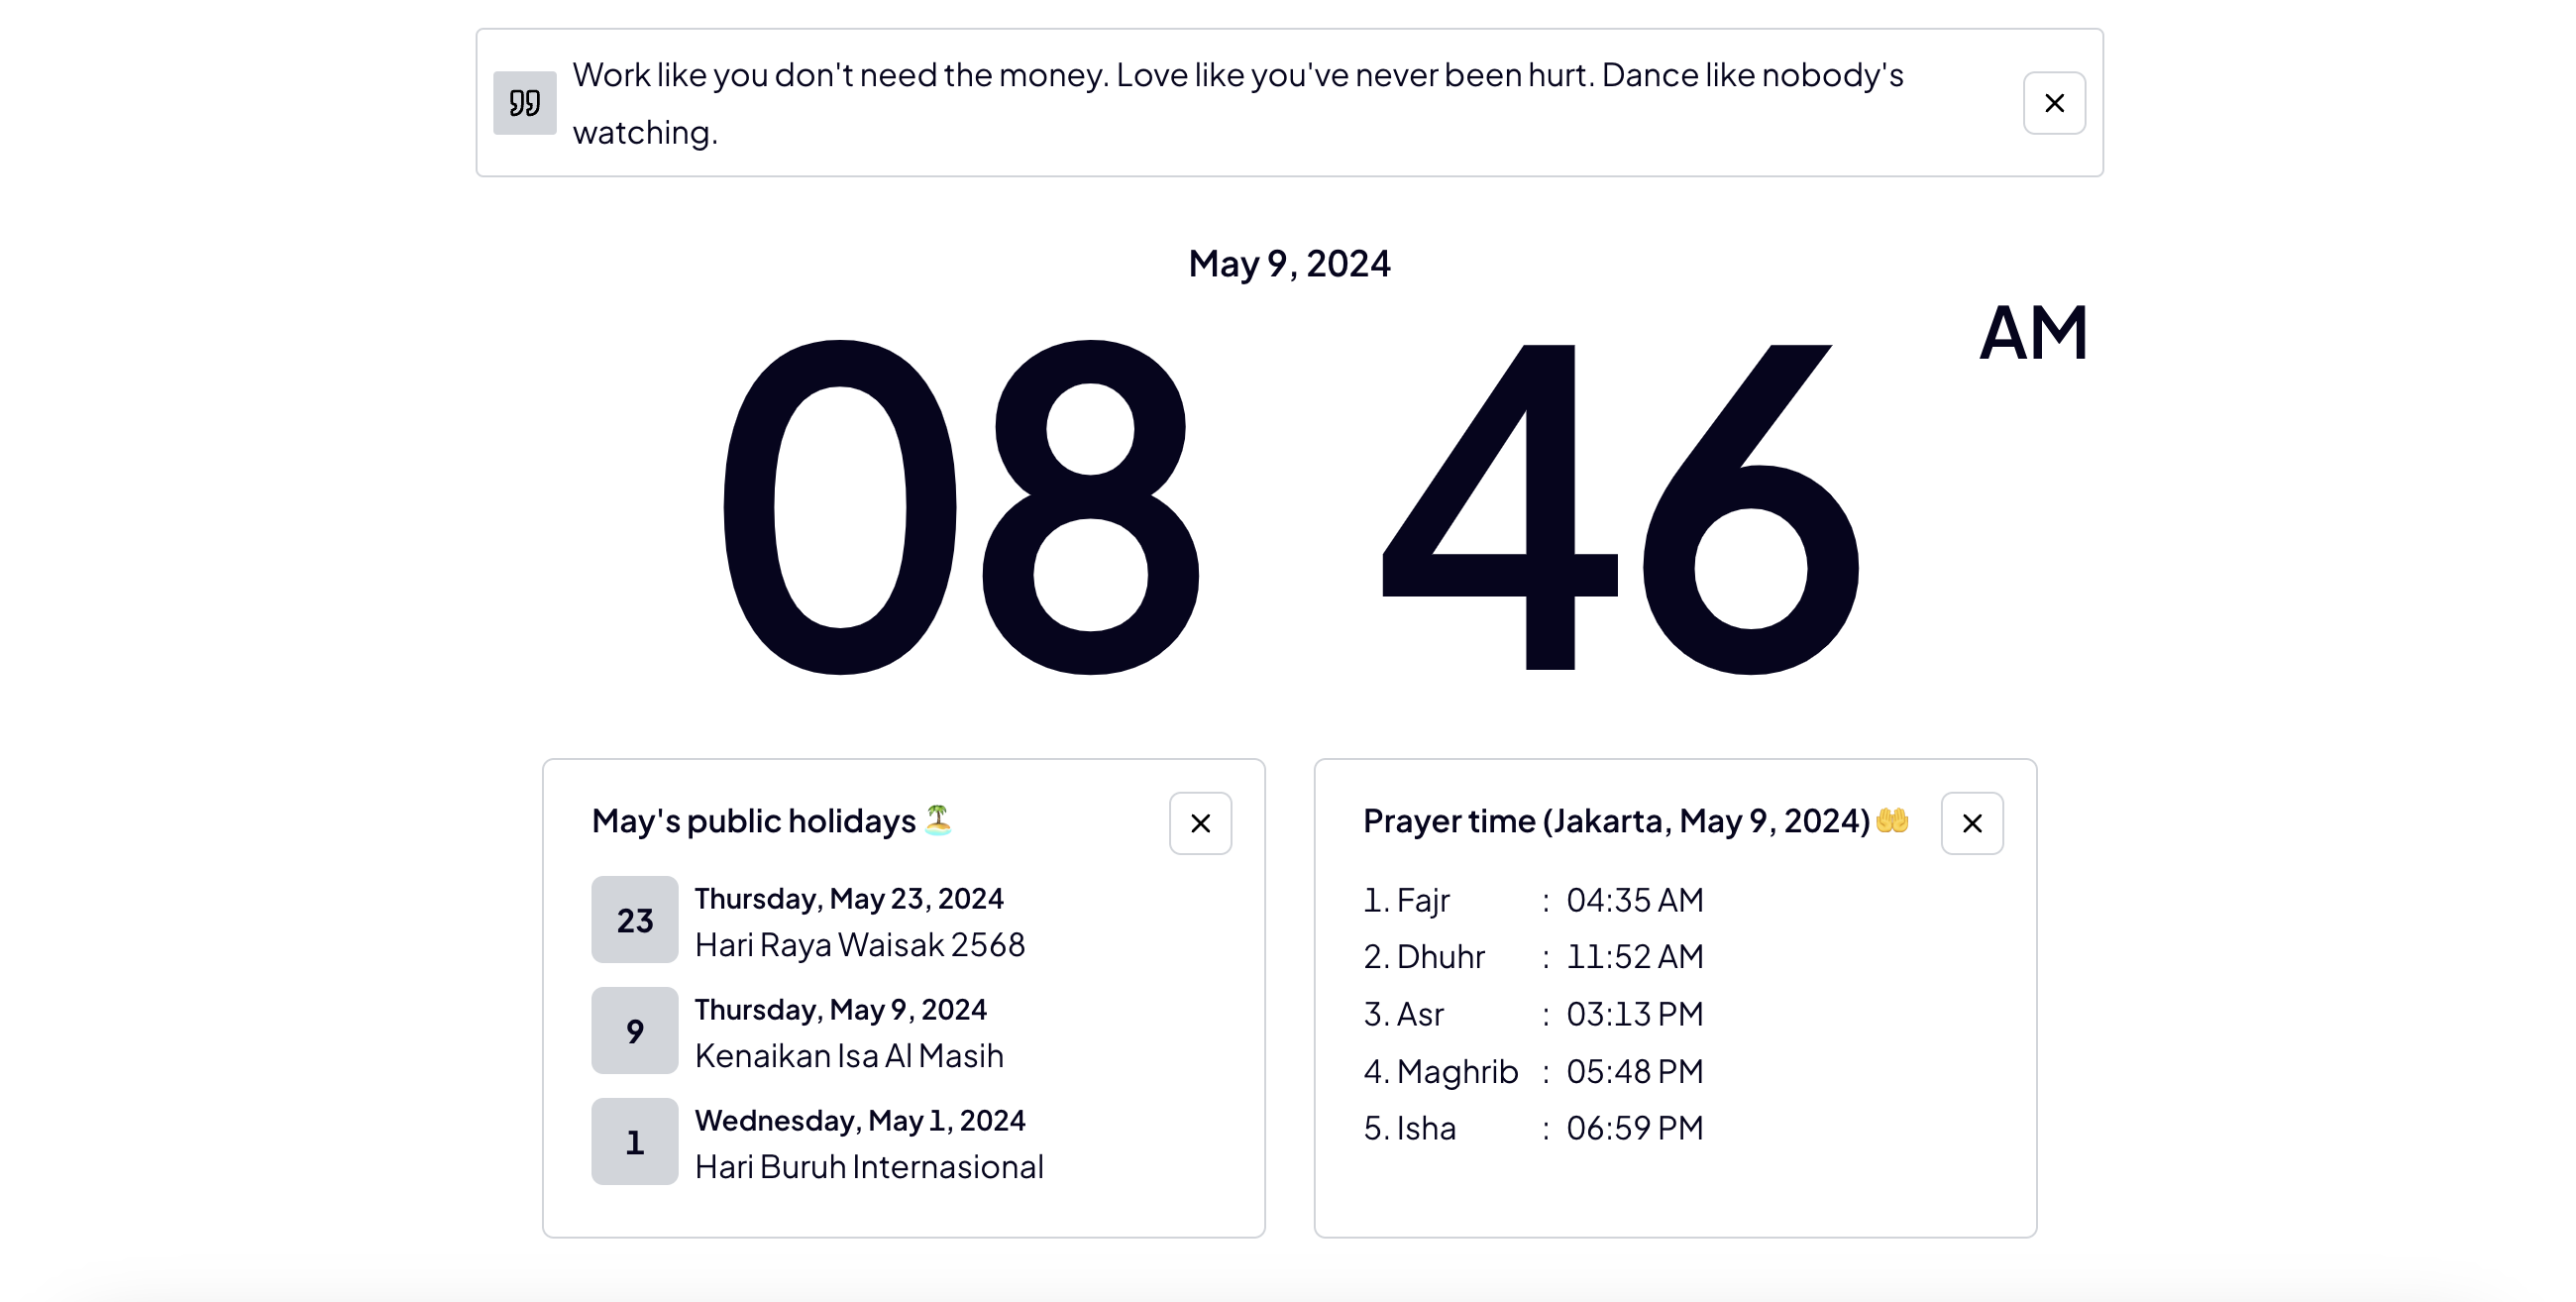 Work like you don't need the money. Love like you've never been hurt. Dance like nobody's
watching.
May 9, 2024
08 46 AM
May's public holidays 🏝️
23
Thursday, May 23, 2024
Hari Raya Waisak 2568
9
Thursday, May 9, 2024
Kenaikan Isa Al Masih
1
Wednesday, May 1, 2024
Hari Buruh Internasional
Prayer time (Jakarta, May 9, 2024) 🤲
1. Fajr : 04:35 AM
2. Dhuhr : 11:52 AM
3. Asr : 03:13 PM
4. Maghrib : 05:48 PM
5. Isha : 06:59 PM